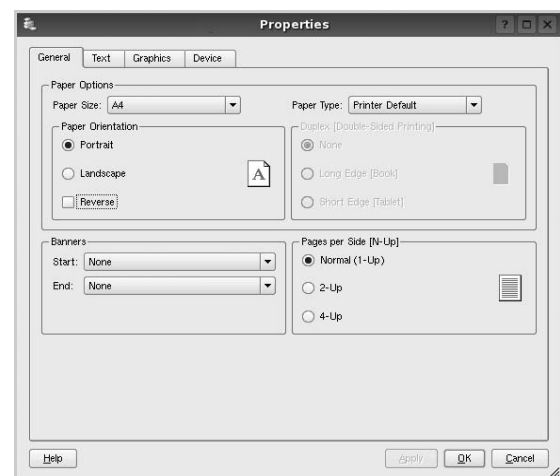 Properties
General Text Graphics Device
Paper Options
Paper Size: A4 Paper Type: Printer Default
Paper Orientation
Portrait
Landscape
Reverse
A
Duplex [Double-Sided Printing]
None
Long Edge [Book]
Short Edge [Tablet]
Banners
Start: None
End: None
Pages per Side [N-Up]
Normal (1-Up)
2-Up
4-Up
Help Apply OK Cancel